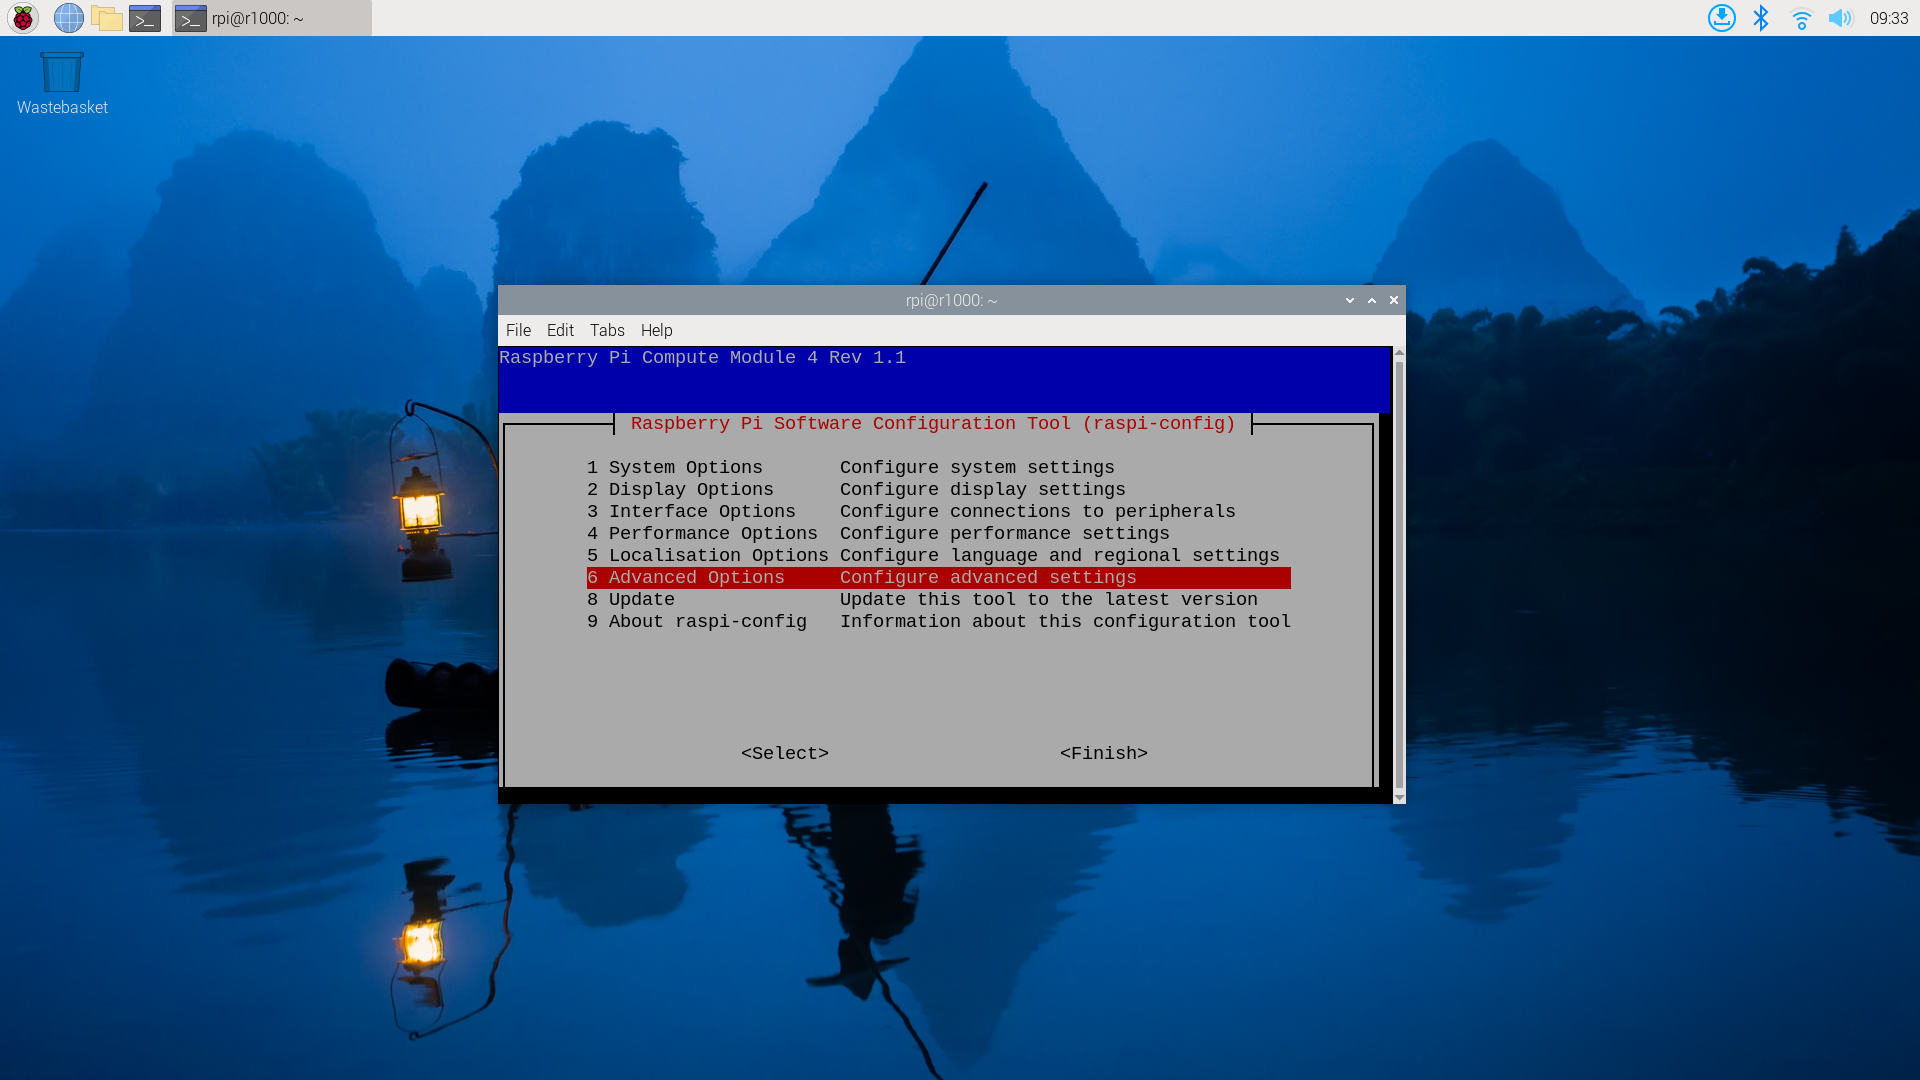 rpi@r1000: ~
09:33
Wastebasket
rpi@r1000: ~
File Edit Tabs Help
Raspberry Pi Compute Module 4 Rev 1.1
Raspberry Pi Software Configuration Tool (raspi-config)
1 System Options Configure system settings
2 Display Options Configure display settings
3 Interface Options Configure connections to peripherals
4 Performance Options Configure performance settings
5 Localisation Options Configure language and regional settings
6 Advanced Options Configure advanced settings
8 Update Update this tool to the latest version
9 About raspi-config Information about this configuration tool
<Select> <Finish>